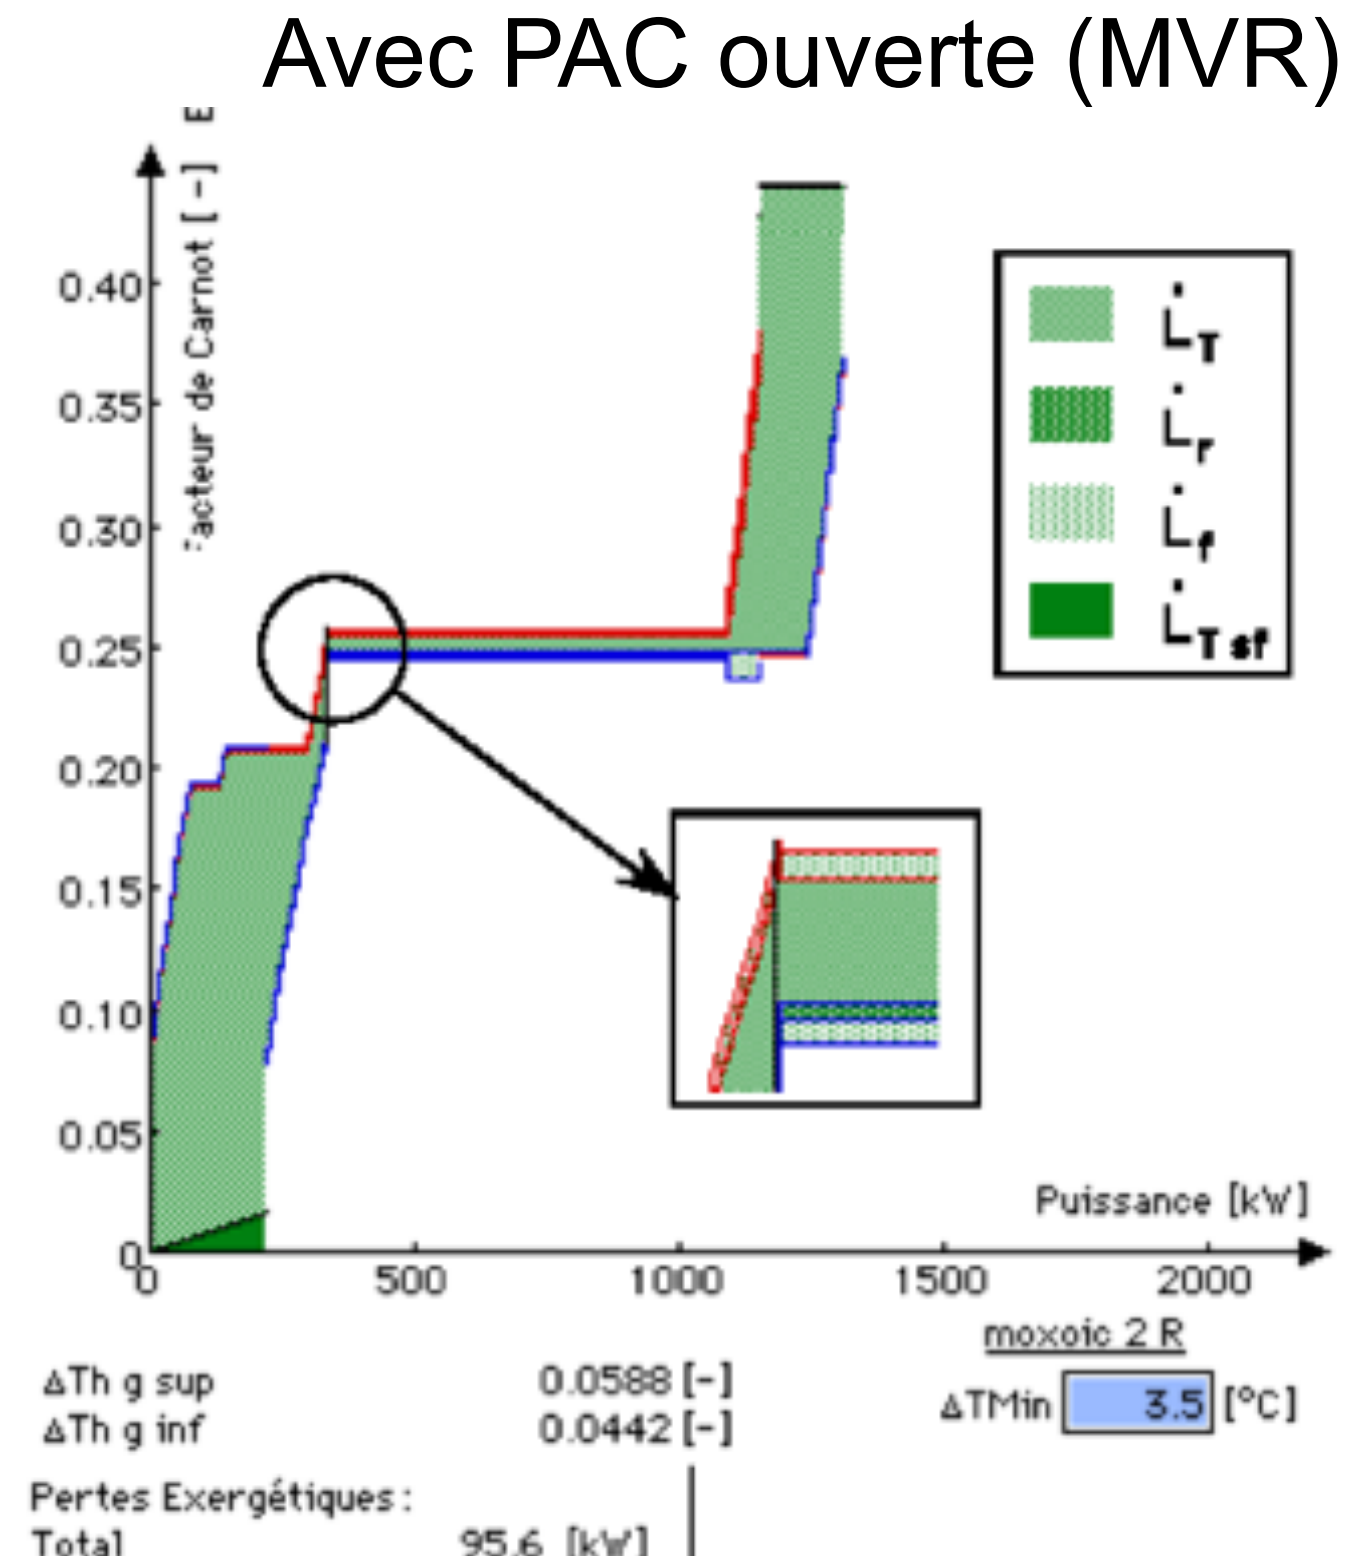 Avec PAC ouverte (MVR)
E
Facteur de Carnot [-]
0.40
0.35
0.30
0.25
0.20
0.15
0.10
0.05
0
L̇T
L̇r
L̇f
L̇T sf
Puissance [kW]
0 500 1000 1500 2000
moxoic 2 R
ΔTh g sup 0.0588 [-]
ΔTMin 3.5 [°C]
ΔTh g inf 0.0442 [-]
Pertes Exergétiques:
Total 95.6 [kW]